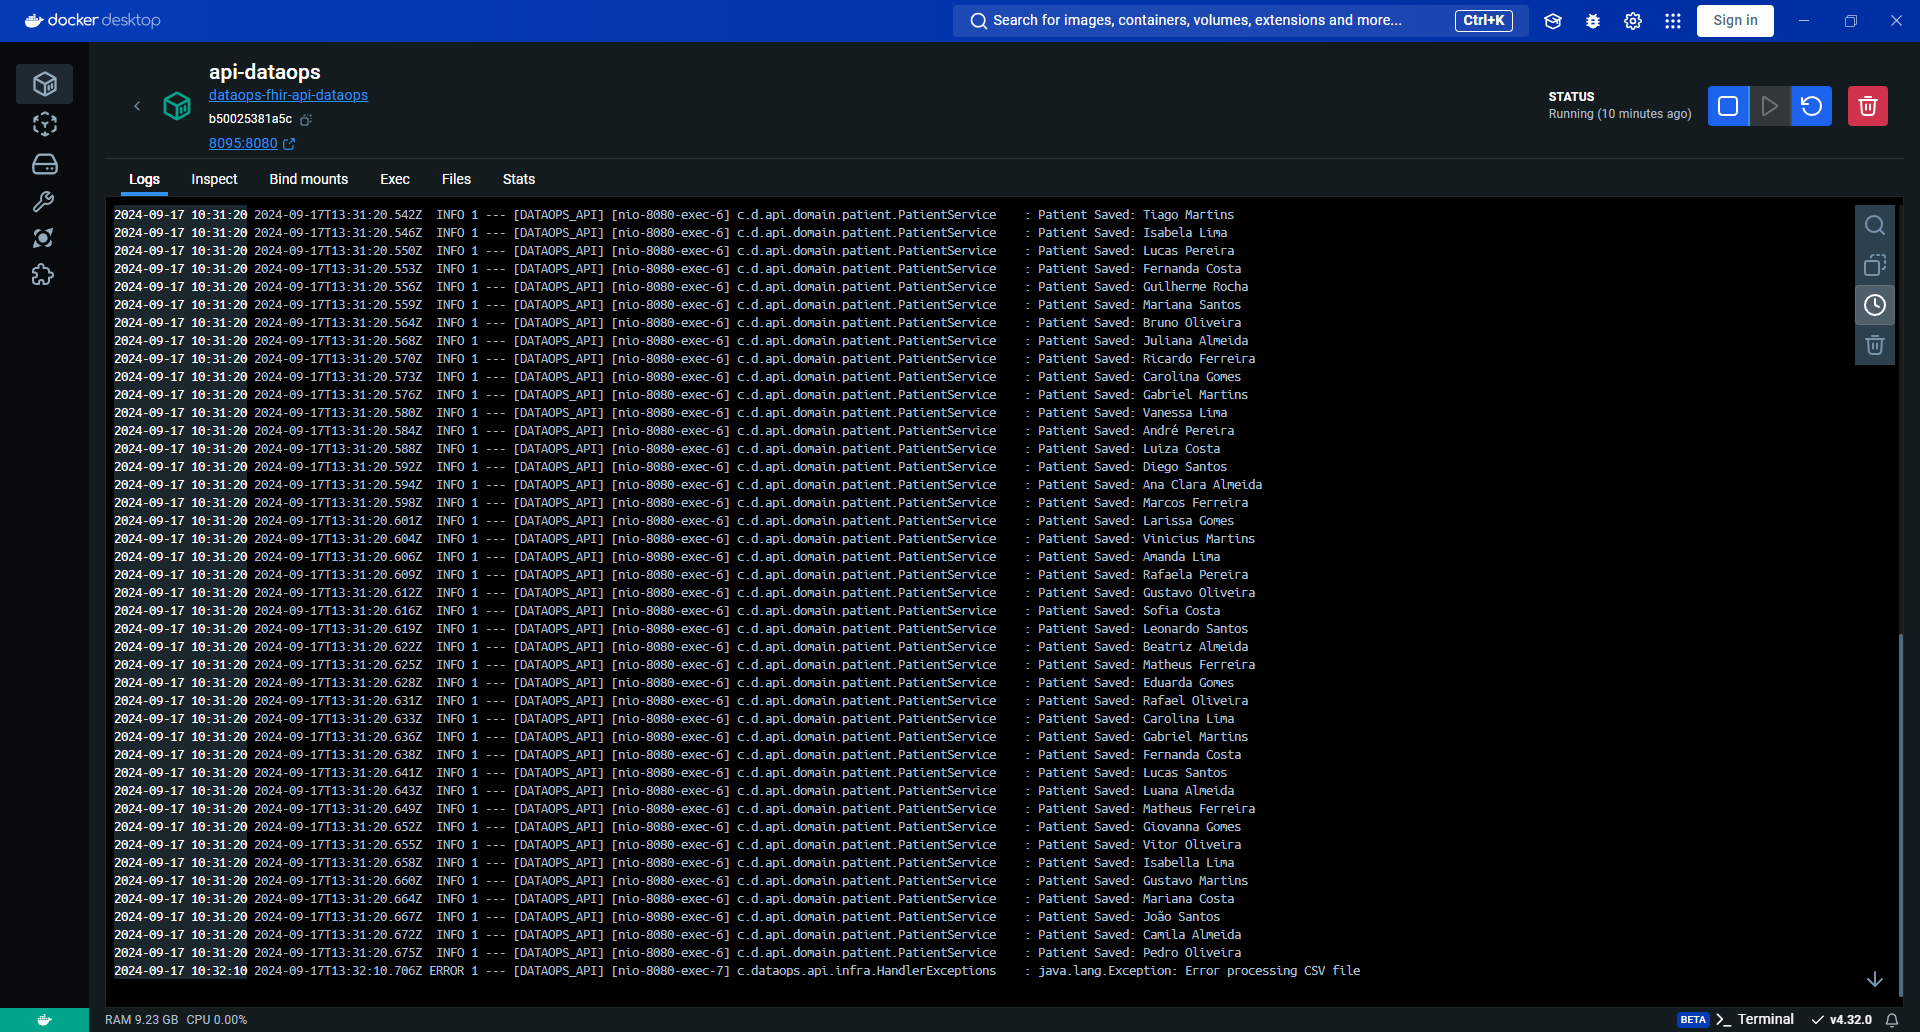 docker desktop
Search for images, containers, volumes, extensions and more...
Ctrl+K
Sign in
api-dataops
dataops-fhir-api-dataops
b50025381a5c
8095:8080
STATUS
Running (10 minutes ago)
Logs Inspect Bind mounts Exec Files Stats
2024-09-17 10:31:20 2024-09-17T13:31:20.542Z INFO 1 --- [DATAOPS_API] [nio-8080-exec-6] c.d.api.domain.patient.PatientService : Patient Saved: Tiago Martins
2024-09-17 10:31:20 2024-09-17T13:31:20.546Z INFO 1 --- [DATAOPS_API] [nio-8080-exec-6] c.d.api.domain.patient.PatientService : Patient Saved: Isabela Lima
2024-09-17 10:31:20 2024-09-17T13:31:20.550Z INFO 1 --- [DATAOPS_API] [nio-8080-exec-6] c.d.api.domain.patient.PatientService : Patient Saved: Lucas Pereira
2024-09-17 10:31:20 2024-09-17T13:31:20.553Z INFO 1 --- [DATAOPS_API] [nio-8080-exec-6] c.d.api.domain.patient.PatientService : Patient Saved: Fernanda Costa
2024-09-17 10:31:20 2024-09-17T13:31:20.556Z INFO 1 --- [DATAOPS_API] [nio-8080-exec-6] c.d.api.domain.patient.PatientService : Patient Saved: Guilherme Rocha
2024-09-17 10:31:20 2024-09-17T13:31:20.559Z INFO 1 --- [DATAOPS_API] [nio-8080-exec-6] c.d.api.domain.patient.PatientService : Patient Saved: Mariana Santos
2024-09-17 10:31:20 2024-09-17T13:31:20.564Z INFO 1 --- [DATAOPS_API] [nio-8080-exec-6] c.d.api.domain.patient.PatientService : Patient Saved: Bruno Oliveira
2024-09-17 10:31:20 2024-09-17T13:31:20.568Z INFO 1 --- [DATAOPS_API] [nio-8080-exec-6] c.d.api.domain.patient.PatientService : Patient Saved: Juliana Almeida
2024-09-17 10:31:20 2024-09-17T13:31:20.570Z INFO 1 --- [DATAOPS_API] [nio-8080-exec-6] c.d.api.domain.patient.PatientService : Patient Saved: Ricardo Ferreira
2024-09-17 10:31:20 2024-09-17T13:31:20.573Z INFO 1 --- [DATAOPS_API] [nio-8080-exec-6] c.d.api.domain.patient.PatientService : Patient Saved: Carolina Gomes
2024-09-17 10:31:20 2024-09-17T13:31:20.576Z INFO 1 --- [DATAOPS_API] [nio-8080-exec-6] c.d.api.domain.patient.PatientService : Patient Saved: Gabriel Martins
2024-09-17 10:31:20 2024-09-17T13:31:20.580Z INFO 1 --- [DATAOPS_API] [nio-8080-exec-6] c.d.api.domain.patient.PatientService : Patient Saved: Vanessa Lima
2024-09-17 10:31:20 2024-09-17T13:31:20.584Z INFO 1 --- [DATAOPS_API] [nio-8080-exec-6] c.d.api.domain.patient.PatientService : Patient Saved: André Pereira
2024-09-17 10:31:20 2024-09-17T13:31:20.588Z INFO 1 --- [DATAOPS_API] [nio-8080-exec-6] c.d.api.domain.patient.PatientService : Patient Saved: Luiza Costa
2024-09-17 10:31:20 2024-09-17T13:31:20.592Z INFO 1 --- [DATAOPS_API] [nio-8080-exec-6] c.d.api.domain.patient.PatientService : Patient Saved: Diego Santos
2024-09-17 10:31:20 2024-09-17T13:31:20.594Z INFO 1 --- [DATAOPS_API] [nio-8080-exec-6] c.d.api.domain.patient.PatientService : Patient Saved: Ana Clara Almeida
2024-09-17 10:31:20 2024-09-17T13:31:20.598Z INFO 1 --- [DATAOPS_API] [nio-8080-exec-6] c.d.api.domain.patient.PatientService : Patient Saved: Marcos Ferreira
2024-09-17 10:31:20 2024-09-17T13:31:20.601Z INFO 1 --- [DATAOPS_API] [nio-8080-exec-6] c.d.api.domain.patient.PatientService : Patient Saved: Larissa Gomes
2024-09-17 10:31:20 2024-09-17T13:31:20.604Z INFO 1 --- [DATAOPS_API] [nio-8080-exec-6] c.d.api.domain.patient.PatientService : Patient Saved: Vinicius Martins
2024-09-17 10:31:20 2024-09-17T13:31:20.606Z INFO 1 --- [DATAOPS_API] [nio-8080-exec-6] c.d.api.domain.patient.PatientService : Patient Saved: Amanda Lima
2024-09-17 10:31:20 2024-09-17T13:31:20.609Z INFO 1 --- [DATAOPS_API] [nio-8080-exec-6] c.d.api.domain.patient.PatientService : Patient Saved: Rafaela Pereira
2024-09-17 10:31:20 2024-09-17T13:31:20.612Z INFO 1 --- [DATAOPS_API] [nio-8080-exec-6] c.d.api.domain.patient.PatientService : Patient Saved: Gustavo Oliveira
2024-09-17 10:31:20 2024-09-17T13:31:20.616Z INFO 1 --- [DATAOPS_API] [nio-8080-exec-6] c.d.api.domain.patient.PatientService : Patient Saved: Sofia Costa
2024-09-17 10:31:20 2024-09-17T13:31:20.619Z INFO 1 --- [DATAOPS_API] [nio-8080-exec-6] c.d.api.domain.patient.PatientService : Patient Saved: Leonardo Santos
2024-09-17 10:31:20 2024-09-17T13:31:20.622Z INFO 1 --- [DATAOPS_API] [nio-8080-exec-6] c.d.api.domain.patient.PatientService : Patient Saved: Beatriz Almeida
2024-09-17 10:31:20 2024-09-17T13:31:20.625Z INFO 1 --- [DATAOPS_API] [nio-8080-exec-6] c.d.api.domain.patient.PatientService : Patient Saved: Matheus Ferreira
2024-09-17 10:31:20 2024-09-17T13:31:20.628Z INFO 1 --- [DATAOPS_API] [nio-8080-exec-6] c.d.api.domain.patient.PatientService : Patient Saved: Eduarda Gomes
2024-09-17 10:31:20 2024-09-17T13:31:20.631Z INFO 1 --- [DATAOPS_API] [nio-8080-exec-6] c.d.api.domain.patient.PatientService : Patient Saved: Rafael Oliveira
2024-09-17 10:31:20 2024-09-17T13:31:20.633Z INFO 1 --- [DATAOPS_API] [nio-8080-exec-6] c.d.api.domain.patient.PatientService : Patient Saved: Carolina Lima
2024-09-17 10:31:20 2024-09-17T13:31:20.636Z INFO 1 --- [DATAOPS_API] [nio-8080-exec-6] c.d.api.domain.patient.PatientService : Patient Saved: Gabriel Martins
2024-09-17 10:31:20 2024-09-17T13:31:20.638Z INFO 1 --- [DATAOPS_API] [nio-8080-exec-6] c.d.api.domain.patient.PatientService : Patient Saved: Fernanda Costa
2024-09-17 10:31:20 2024-09-17T13:31:20.641Z INFO 1 --- [DATAOPS_API] [nio-8080-exec-6] c.d.api.domain.patient.PatientService : Patient Saved: Lucas Santos
2024-09-17 10:31:20 2024-09-17T13:31:20.643Z INFO 1 --- [DATAOPS_API] [nio-8080-exec-6] c.d.api.domain.patient.PatientService : Patient Saved: Luana Almeida
2024-09-17 10:31:20 2024-09-17T13:31:20.649Z INFO 1 --- [DATAOPS_API] [nio-8080-exec-6] c.d.api.domain.patient.PatientService : Patient Saved: Matheus Ferreira
2024-09-17 10:31:20 2024-09-17T13:31:20.652Z INFO 1 --- [DATAOPS_API] [nio-8080-exec-6] c.d.api.domain.patient.PatientService : Patient Saved: Giovanna Gomes
2024-09-17 10:31:20 2024-09-17T13:31:20.655Z INFO 1 --- [DATAOPS_API] [nio-8080-exec-6] c.d.api.domain.patient.PatientService : Patient Saved: Vitor Oliveira
2024-09-17 10:31:20 2024-09-17T13:31:20.658Z INFO 1 --- [DATAOPS_API] [nio-8080-exec-6] c.d.api.domain.patient.PatientService : Patient Saved: Isabella Lima
2024-09-17 10:31:20 2024-09-17T13:31:20.660Z INFO 1 --- [DATAOPS_API] [nio-8080-exec-6] c.d.api.domain.patient.PatientService : Patient Saved: Gustavo Martins
2024-09-17 10:31:20 2024-09-17T13:31:20.664Z INFO 1 --- [DATAOPS_API] [nio-8080-exec-6] c.d.api.domain.patient.PatientService : Patient Saved: Mariana Costa
2024-09-17 10:31:20 2024-09-17T13:31:20.667Z INFO 1 --- [DATAOPS_API] [nio-8080-exec-6] c.d.api.domain.patient.PatientService : Patient Saved: João Santos
2024-09-17 10:31:20 2024-09-17T13:31:20.672Z INFO 1 --- [DATAOPS_API] [nio-8080-exec-6] c.d.api.domain.patient.PatientService : Patient Saved: Camila Almeida
2024-09-17 10:31:20 2024-09-17T13:31:20.675Z INFO 1 --- [DATAOPS_API] [nio-8080-exec-6] c.d.api.domain.patient.PatientService : Patient Saved: Pedro Oliveira
2024-09-17 10:32:10 2024-09-17T13:32:10.706Z ERROR 1 --- [DATAOPS_API] [nio-8080-exec-7] c.dataops.api.infra.HandlerExceptions : java.lang.Exception: Error processing CSV file
RAM 9.23 GB CPU 0.00%
BETA >_ Terminal v4.32.0